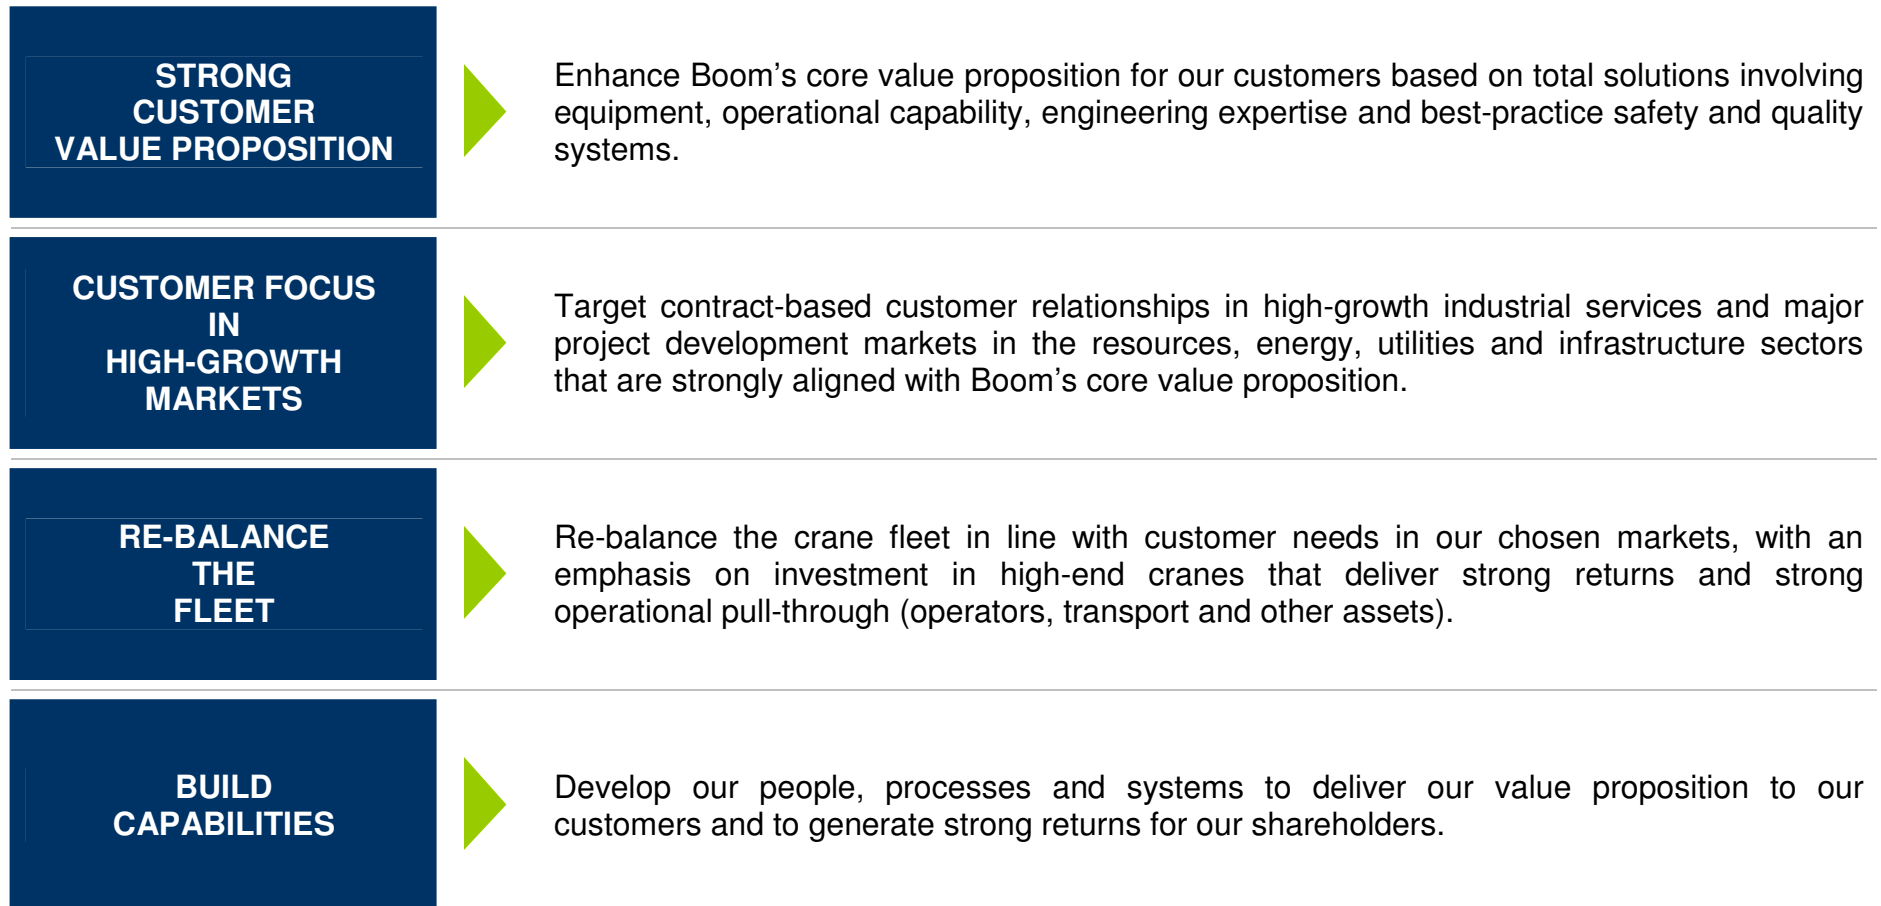 STRONG
CUSTOMER
VALUE PROPOSITION
Enhance Boom’s core value proposition for our customers based on total solutions involving
equipment, operational capability, engineering expertise and best-practice safety and quality
systems.
CUSTOMER FOCUS
IN
HIGH-GROWTH
MARKETS
Target contract-based customer relationships in high-growth industrial services and major
project development markets in the resources, energy, utilities and infrastructure sectors
that are strongly aligned with Boom’s core value proposition.
RE-BALANCE
THE
FLEET
Re-balance the crane fleet in line with customer needs in our chosen markets, with an
emphasis on investment in high-end cranes that deliver strong returns and strong
operational pull-through (operators, transport and other assets).
BUILD
CAPABILITIES
Develop our people, processes and systems to deliver our value proposition to our
customers and to generate strong returns for our shareholders.